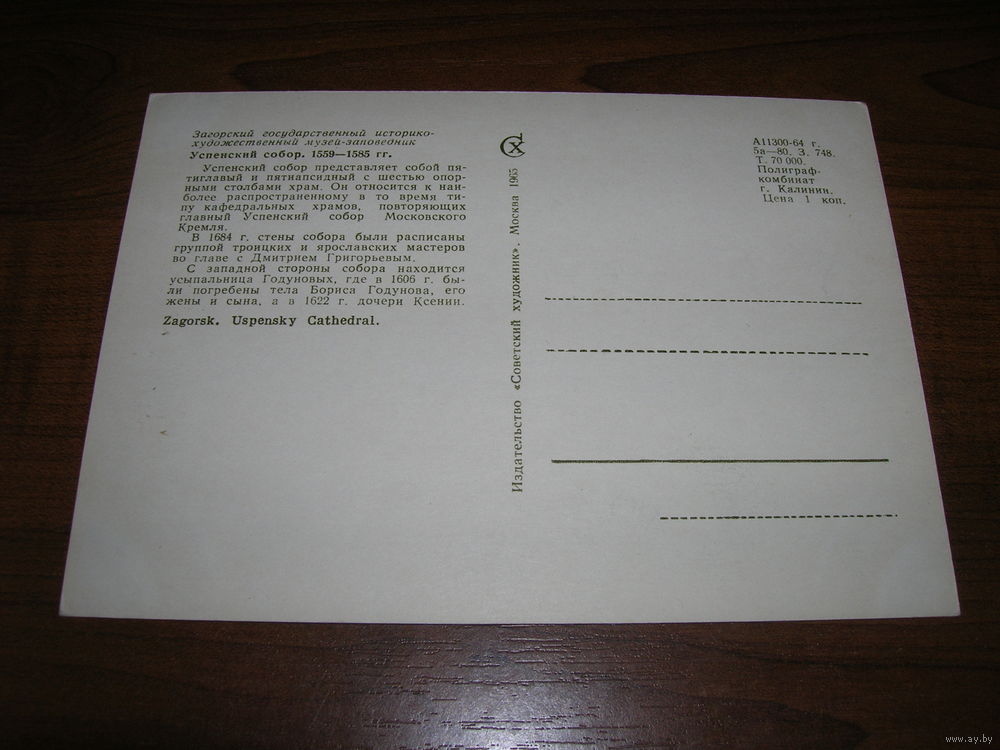 Загорский государственный историко-
художественный музей-заповедник
Успенский собор. 1559—1585 гг.
Успенский собор представляет собой пя-
тиглавый и пятиапсидный с шестью опор-
ными столбами храм. Он относится к наи-
более распространенному в то время ти-
пу кафедральных храмов, повторяющих
главный Успенский собор Московского
Кремля.
В 1684 г. стены собора были расписаны
группой троицких и ярославских мастеров
во главе с Дмитрием Григорьевым.
С западной стороны собора находится
усыпальница Годуновых, где в 1606 г. бы-
ли погребены тела Бориса Годунова, его
жены и сына, а в 1622 г. дочери Ксении.
Zagorsk. Uspensky Cathedral.
СХ
Издательство «Советский художник». Москва 1965
А11300-64 г.
5а—80. З. 748.
Т. 70 000.
Полиграф-
комбинат
г. Калинин.
Цена 1 коп.
www.ay.by